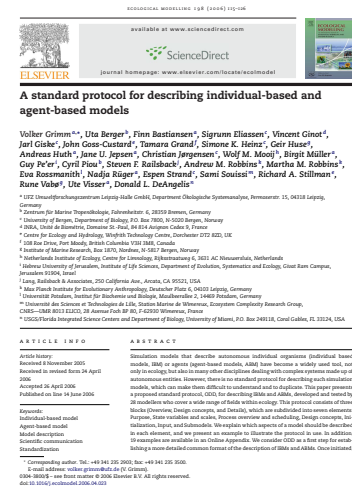 ECOLOGICAL MODELLING 198 (2006) 115–126
available at www.sciencedirect.com
ScienceDirect
journal homepage: www.elsevier.com/locate/ecolmodel
ELSEVIER
A standard protocol for describing individual-based and
agent-based models
Volker Grimm a,*, Uta Berger b, Finn Bastiansen a, Sigrunn Eliassen c, Vincent Ginot d,
Jarl Giske c, John Goss-Custard e, Tamara Grand f, Simone K. Heinz c, Geir Huse g,
Andreas Huth a, Jane U. Jepsen a, Christian Jørgensen c, Wolf M. Mooij h, Birgit Müller a,
Guy Pe'er i, Cyril Piou b, Steven F. Railsback j, Andrew M. Robbins k, Martha M. Robbins k,
Eva Rossmanith l, Nadja Rüger a, Espen Strand c, Sami Souissi m, Richard A. Stillman e,
Rune Vabø g, Ute Visser a, Donald L. DeAngelis n
a UFZ Umweltforschungszentrum Leipzig-Halle GmbH, Department Ökologische Systemanalyse, Permoserstr. 15, 04318 Leipzig,
Germany
b Zentrum für Marine Tropenökologie, Fahrenheitstr. 6, 28359 Bremen, Germany
c University of Bergen, Department of Biology, P.O. Box 7800, N-5020 Bergen, Norway
d INRA, Unité de Biométrie, Domaine St.-Paul, 84 814 Avignon Cedex 9, France
e Centre for Ecology and Hydrology, Winfrith Technology Centre, Dorchester DT2 8ZD, UK
f 108 Roe Drive, Port Moody, British Columbia V3H 3M8, Canada
g Institute of Marine Research, Box 1870, Nordnes, N-5817 Bergen, Norway
h Netherlands Institute of Ecology, Centre for Limnology, Rijksstraatweg 6, 3631 AC Nieuwersluis, Netherlands
i Hebrew University of Jerusalem, Institute of Life Sciences, Department of Evolution, Systematics and Ecology, Givat Ram Campus,
Jerusalem 91904, Israel
j Lang, Railsback & Associates, 250 California Ave., Arcata, CA 95521, USA
k Max Planck Institute for Evolutionary Anthropology, Deutscher Platz 6, 04103 Leipzig, Germany
l Universität Potsdam, Institut für Biochemie und Biologie, Maulbeerallee 2, 14469 Potsdam, Germany
m Université des Sciences et Technologies de Lille, Station Marine de Wimereux, Ecosystem Complexity Research Group,
CNRS—UMR 8013 ELICO, 28 Avenue Foch BP 80, F-62930 Wimereux, France
n USGS/Florida Integrated Science Centers and Department of Biology, University of Miami, P.O. Box 249118, Coral Gables, FL 33124, USA
ARTICLE INFO
Article history:
Received 8 November 2005
Received in revised form 24 April
2006
Accepted 26 April 2006
Published on line 14 June 2006
Keywords:
Individual-based model
Agent-based model
Model description
Scientific communication
Standardization
ABSTRACT
Simulation models that describe autonomous individual organisms (individual based
models, IBM) or agents (agent-based models, ABM) have become a widely used tool, not
only in ecology, but also in many other disciplines dealing with complex systems made up of
autonomous entities. However, there is no standard protocol for describing such simulation
models, which can make them difficult to understand and to duplicate. This paper presents
a proposed standard protocol, ODD, for describing IBMs and ABMs, developed and tested by
28 modellers who cover a wide range of fields within ecology. This protocol consists of three
blocks (Overview, Design concepts, and Details), which are subdivided into seven elements:
Purpose, State variables and scales, Process overview and scheduling, Design concepts, Ini-
tialization, Input, and Submodels. We explain which aspects of a model should be described
in each element, and we present an example to illustrate the protocol in use. In addition,
19 examples are available in an Online Appendix. We consider ODD as a first step for estab-
lishing a more detailed common format of the description of IBMs and ABMs. Once initiated,
* Corresponding author. Tel.: +49 341 235 2903; fax: +49 341 235 3500.
E-mail address: volker.grimm@ufz.de (V. Grimm).
0304-3800/$ – see front matter © 2006 Elsevier B.V. All rights reserved.
doi:10.1016/j.ecolmodel.2006.04.023